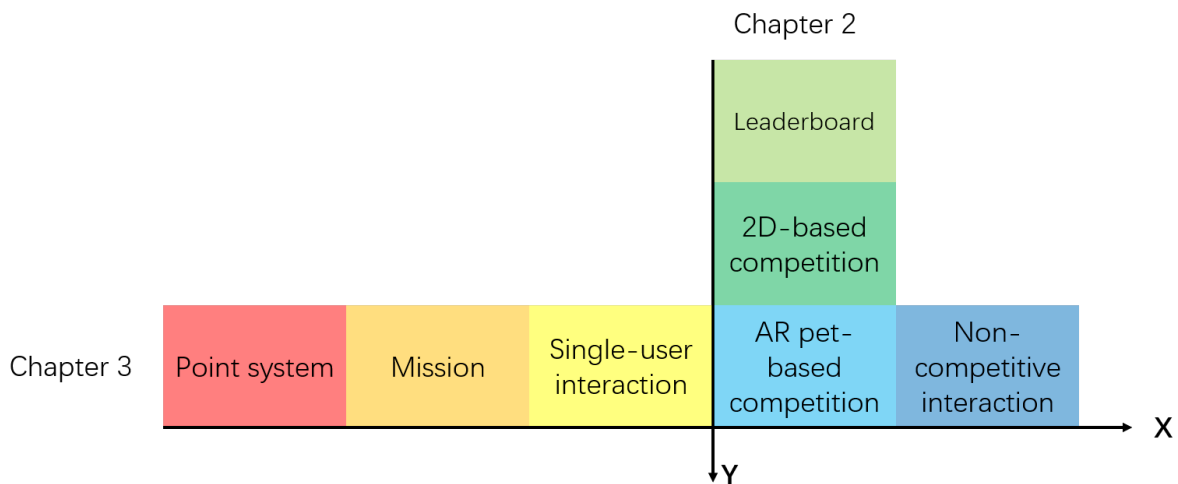 Chapter 2
Leaderboard
2D-based
competition
Chapter 3
Point system
Mission
Single-user
interaction
AR pet-
based
competition
Non-
competitive
interaction
X
Y